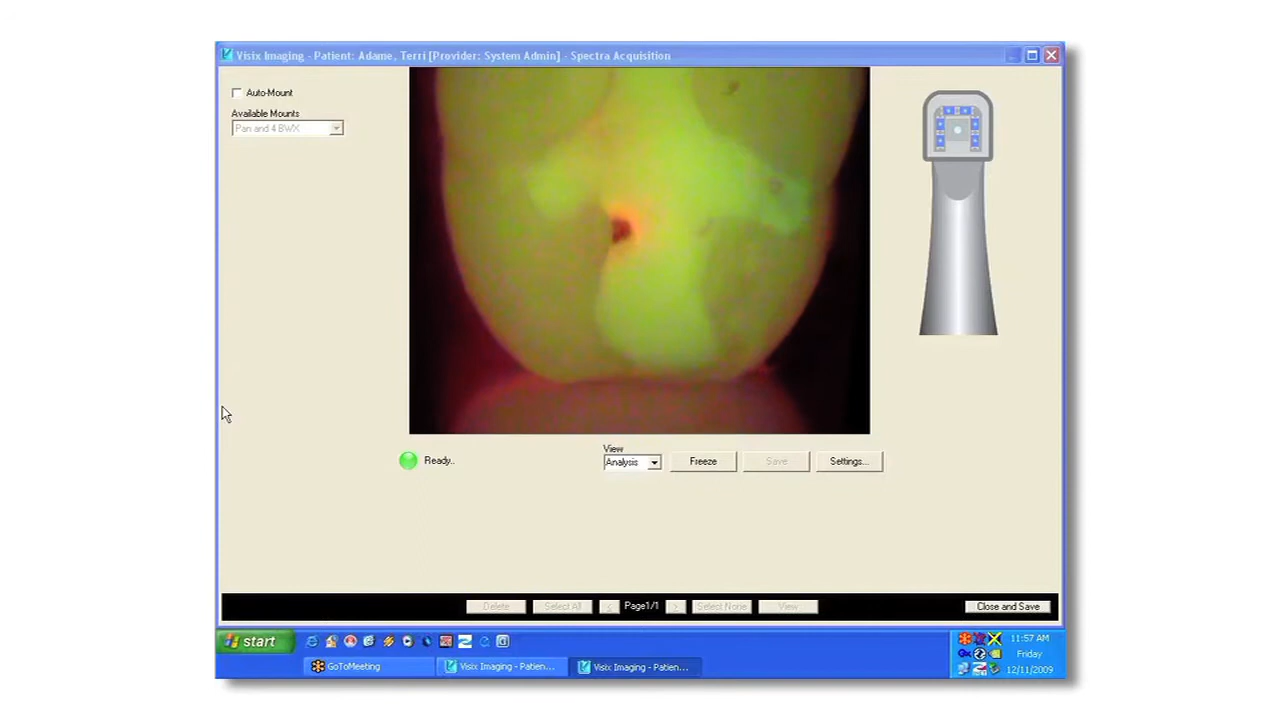 Visix Imaging - Patient: Adame, Terri [Provider: System Admin] - Spectra Acquisition
Auto-Mount
Available Mounts
Pan and 4 BWX
Ready..
View
Analysis
Freeze
Save
Settings...
Delete
Select All
<
Page1/1
>
Select None
View
Close and Save
start
11:57 AM
Friday
12/11/2009
GoToMeeting
Visix Imaging - Patien...
Visix Imaging - Patien...